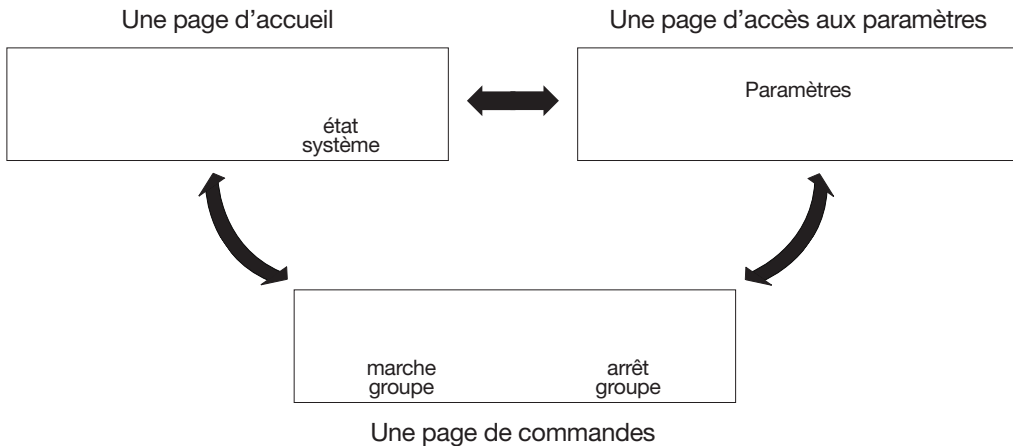 Une page d'accueil
Une page d'accès aux paramètres
Paramètres
état
système
marche
groupe
arrêt
groupe
Une page de commandes